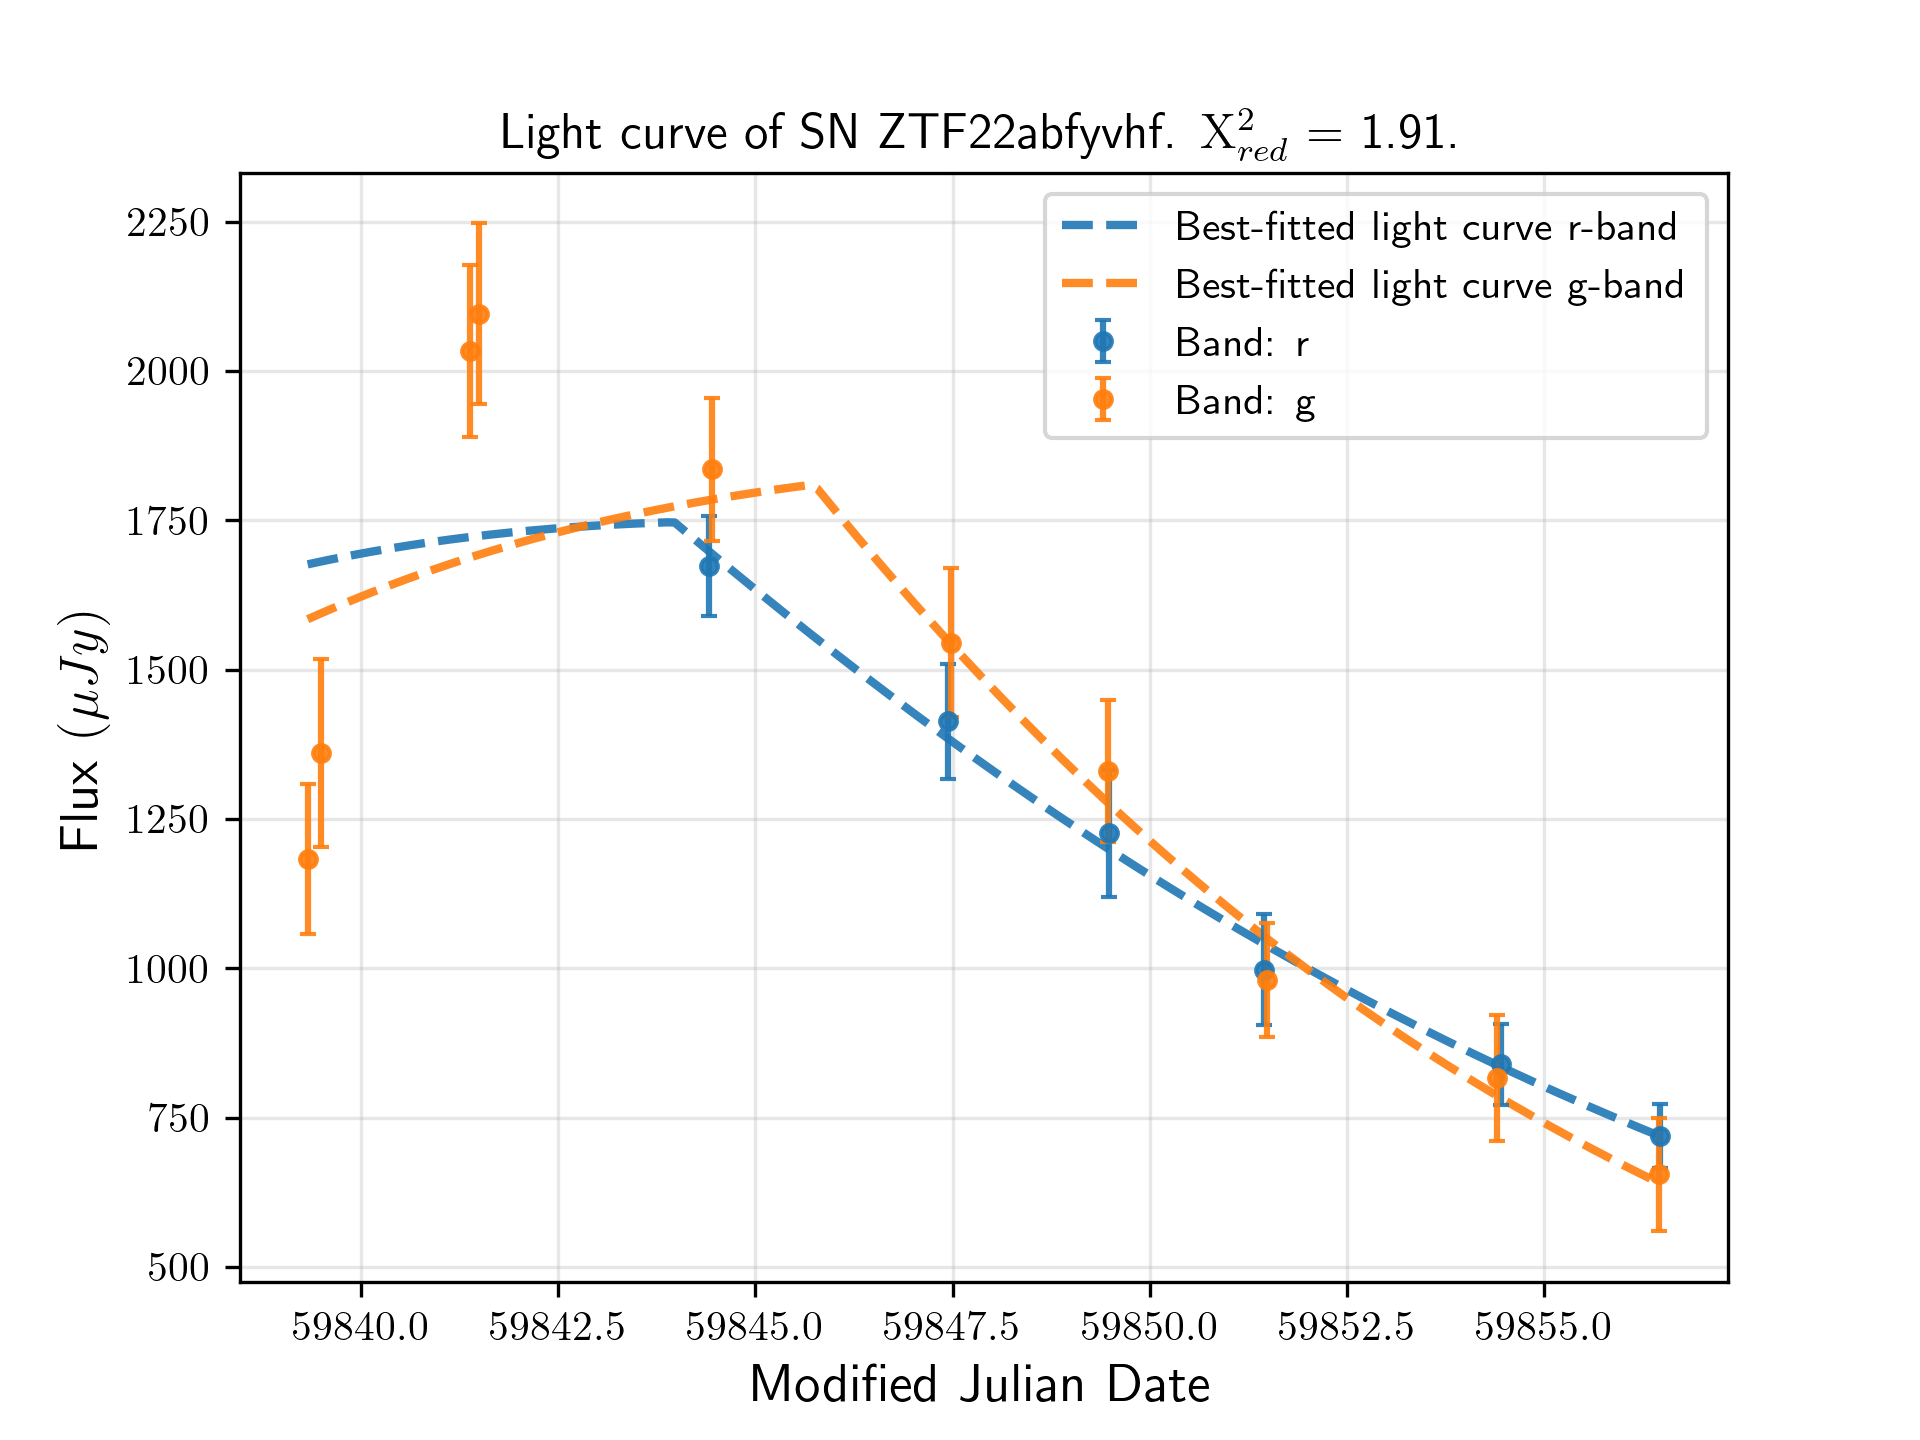 Light curve of SN ZTF22abfyvhf. X²_red = 1.91.
Best-fitted light curve r-band
Best-fitted light curve g-band
Band: r
Band: g
Flux (μJy)
2250
2000
1750
1500
1250
1000
750
500
59840.0 59842.5 59845.0 59847.5 59850.0 59852.5 59855.0
Modified Julian Date